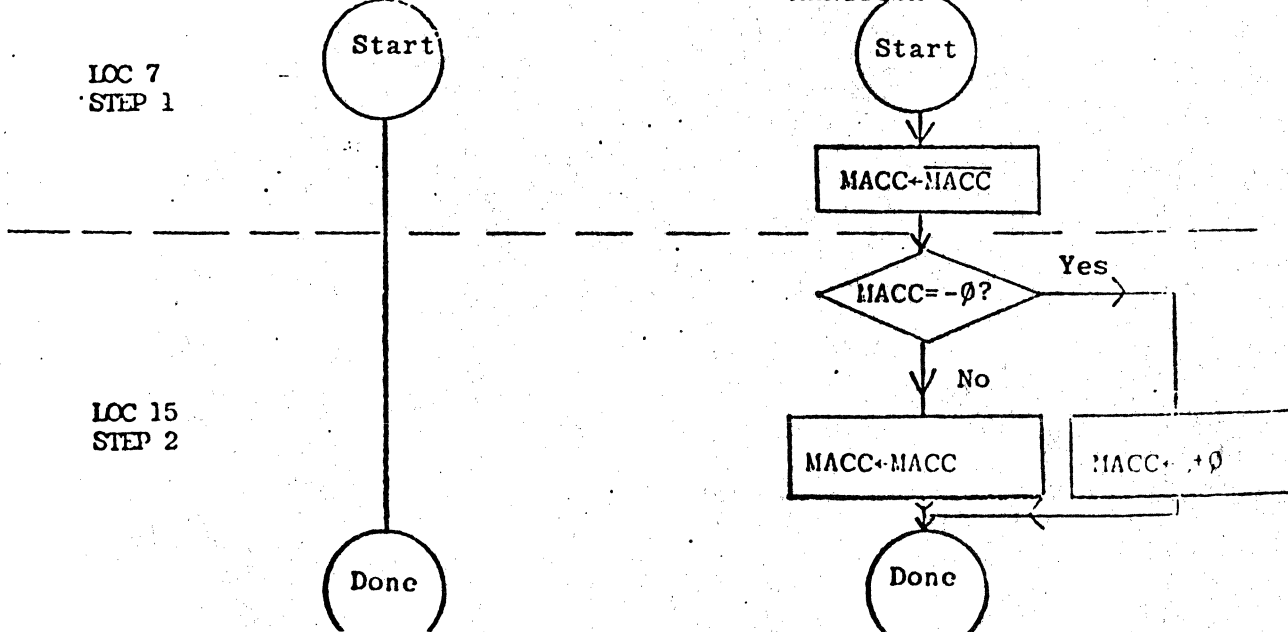 Start
Start
LOC 7
STEP 1
MACC←M̅A̅C̅C̅
Yes
MACC=-Ø?
No
LOC 15
STEP 2
MACC←MACC
MACC← +Ø
Done
Done